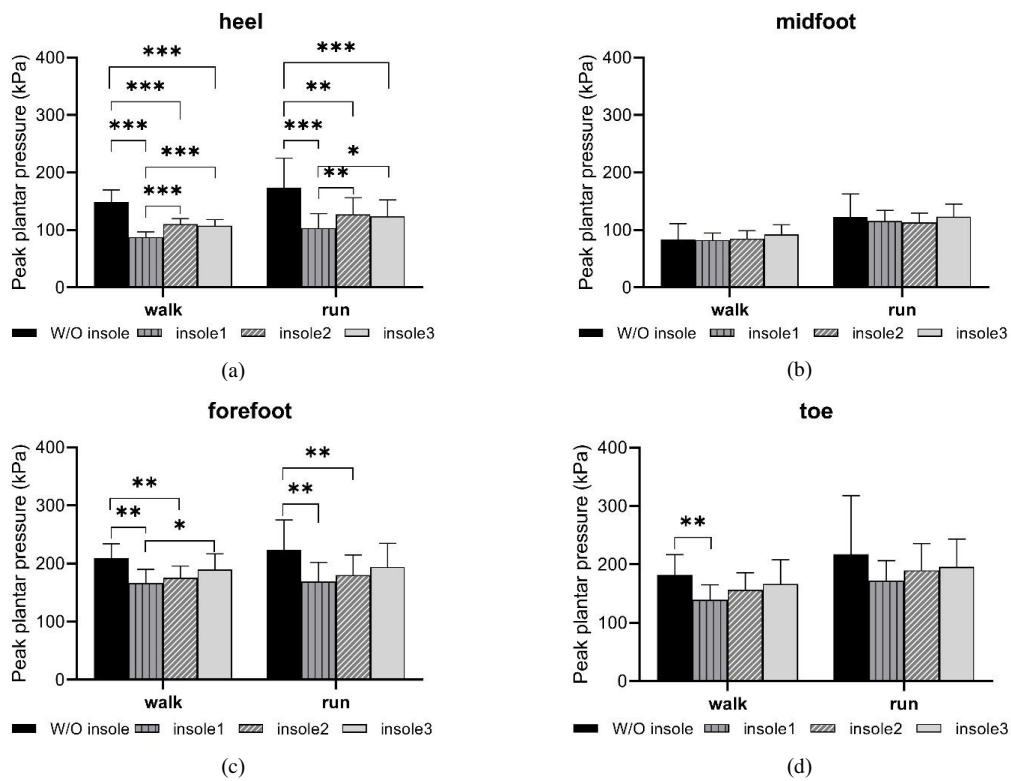 heel
Peak plantar pressure (kPa)
400
300
200
100
0
***
***
***
***
***
***
**
***
*
**
walk run
W/O insole insole1 insole2 insole3
(a)
midfoot
Peak plantar pressure (kPa)
400
300
200
100
0
walk run
W/O insole insole1 insole2 insole3
(b)
forefoot
Peak plantar pressure (kPa)
400
300
200
100
0
**
**
*
**
**
walk run
W/O insole insole1 insole2 insole3
(c)
toe
Peak plantar pressure (kPa)
400
300
200
100
0
**
walk run
W/O insole insole1 insole2 insole3
(d)